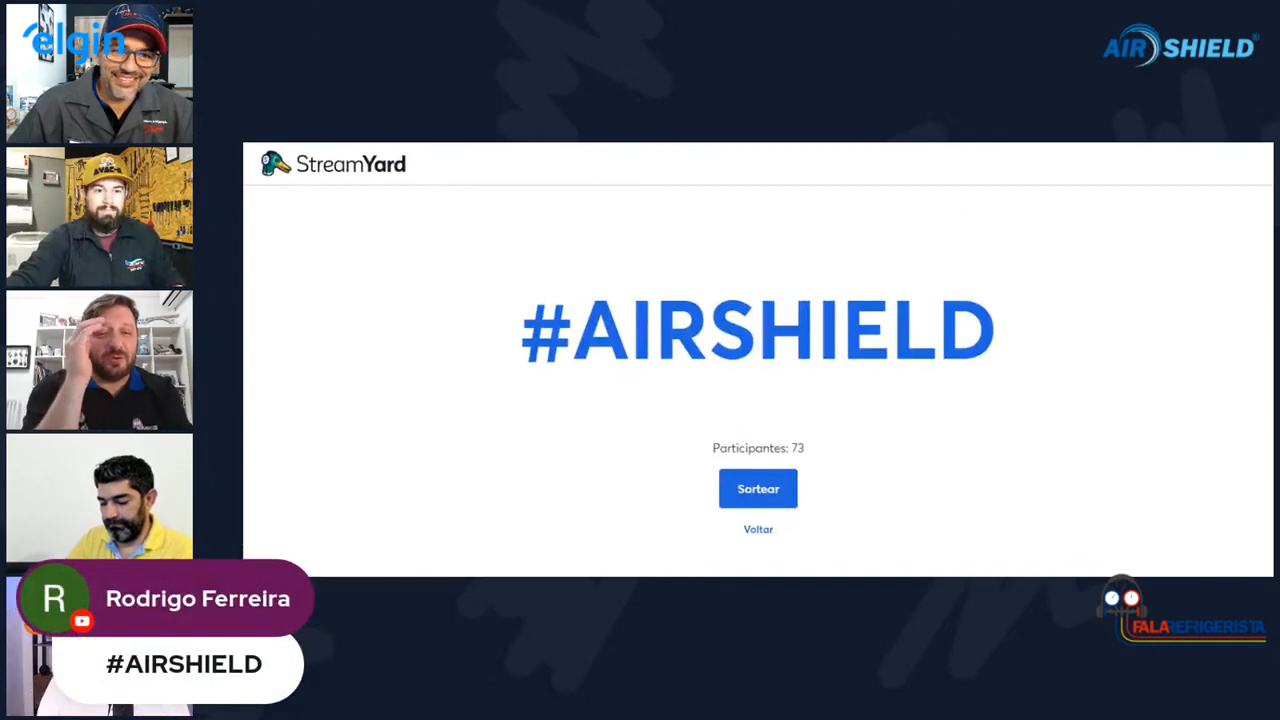 elgin
AIR SHIELD®
StreamYard
#AIRSHIELD
Participantes: 73
Sortear
Voltar
R
Rodrigo Ferreira
#AIRSHIELD
FALAREFRIGERISTA